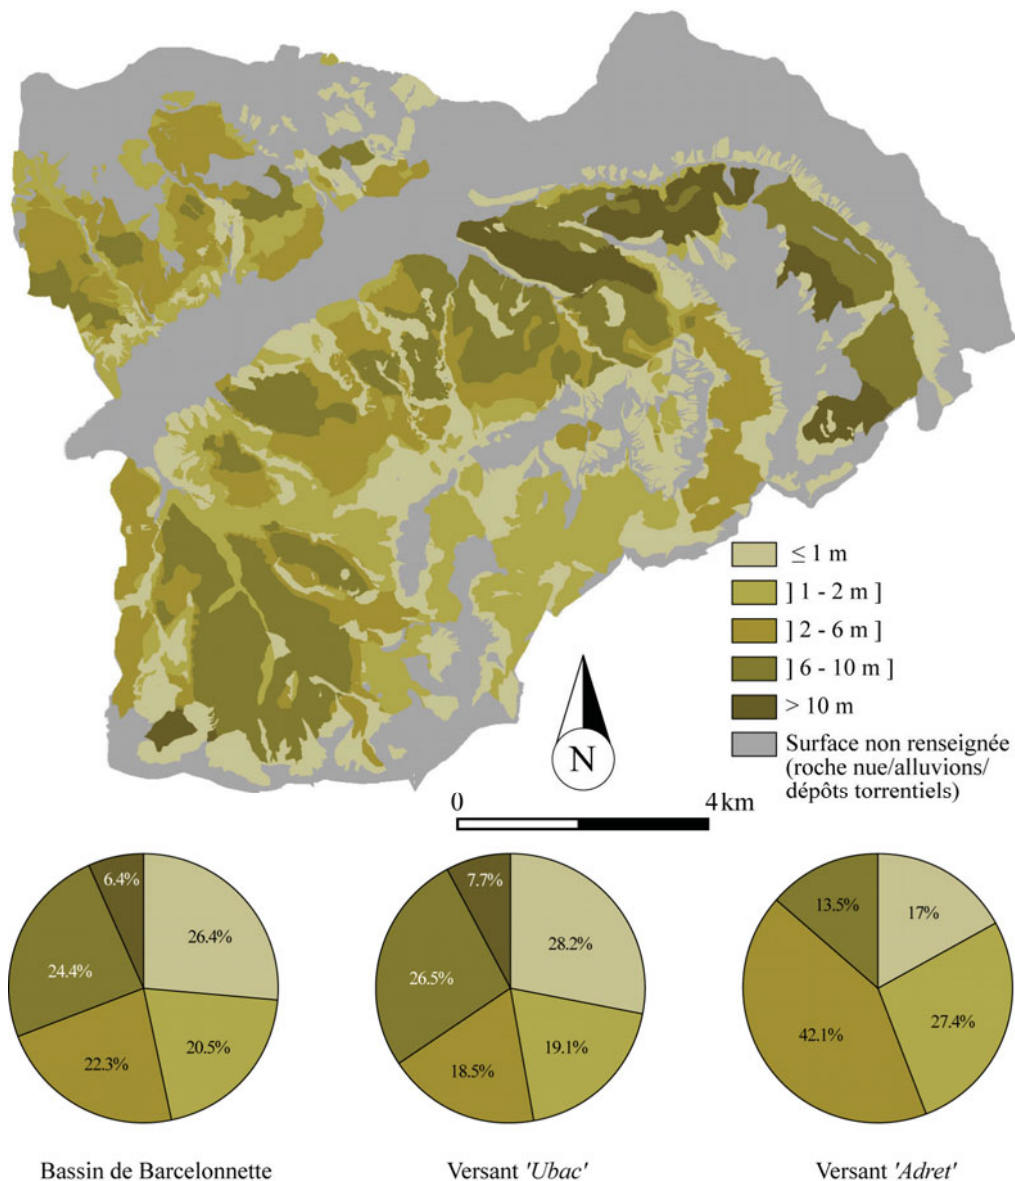 ≤ 1 m
] 1 - 2 m ]
] 2 - 6 m ]
] 6 - 10 m ]
> 10 m
Surface non renseignée
(roche nue/alluvions/
dépôts torrentiels)
N
0 4 km
6.4%
26.4%
24.4%
20.5%
22.3%
7.7%
28.2%
26.5%
19.1%
18.5%
13.5%
17%
42.1%
27.4%
Bassin de Barcelonnette
Versant 'Ubac'
Versant 'Adret'